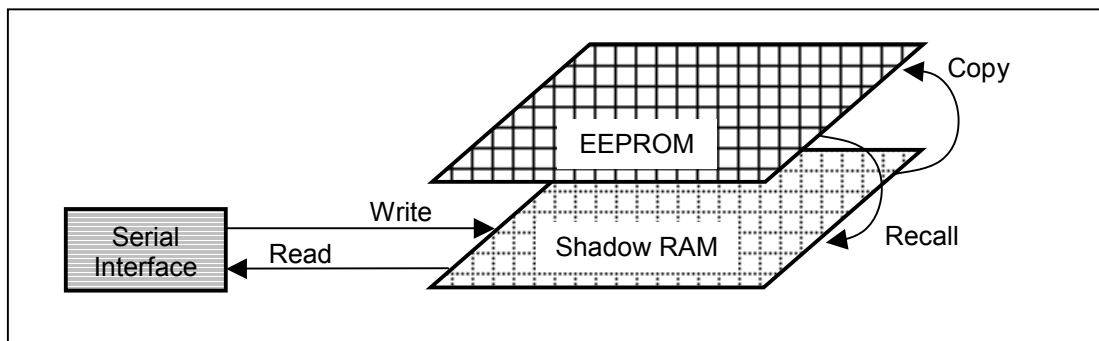 Copy
EEPROM
Write
Serial
Interface
Read
Shadow RAM
Recall